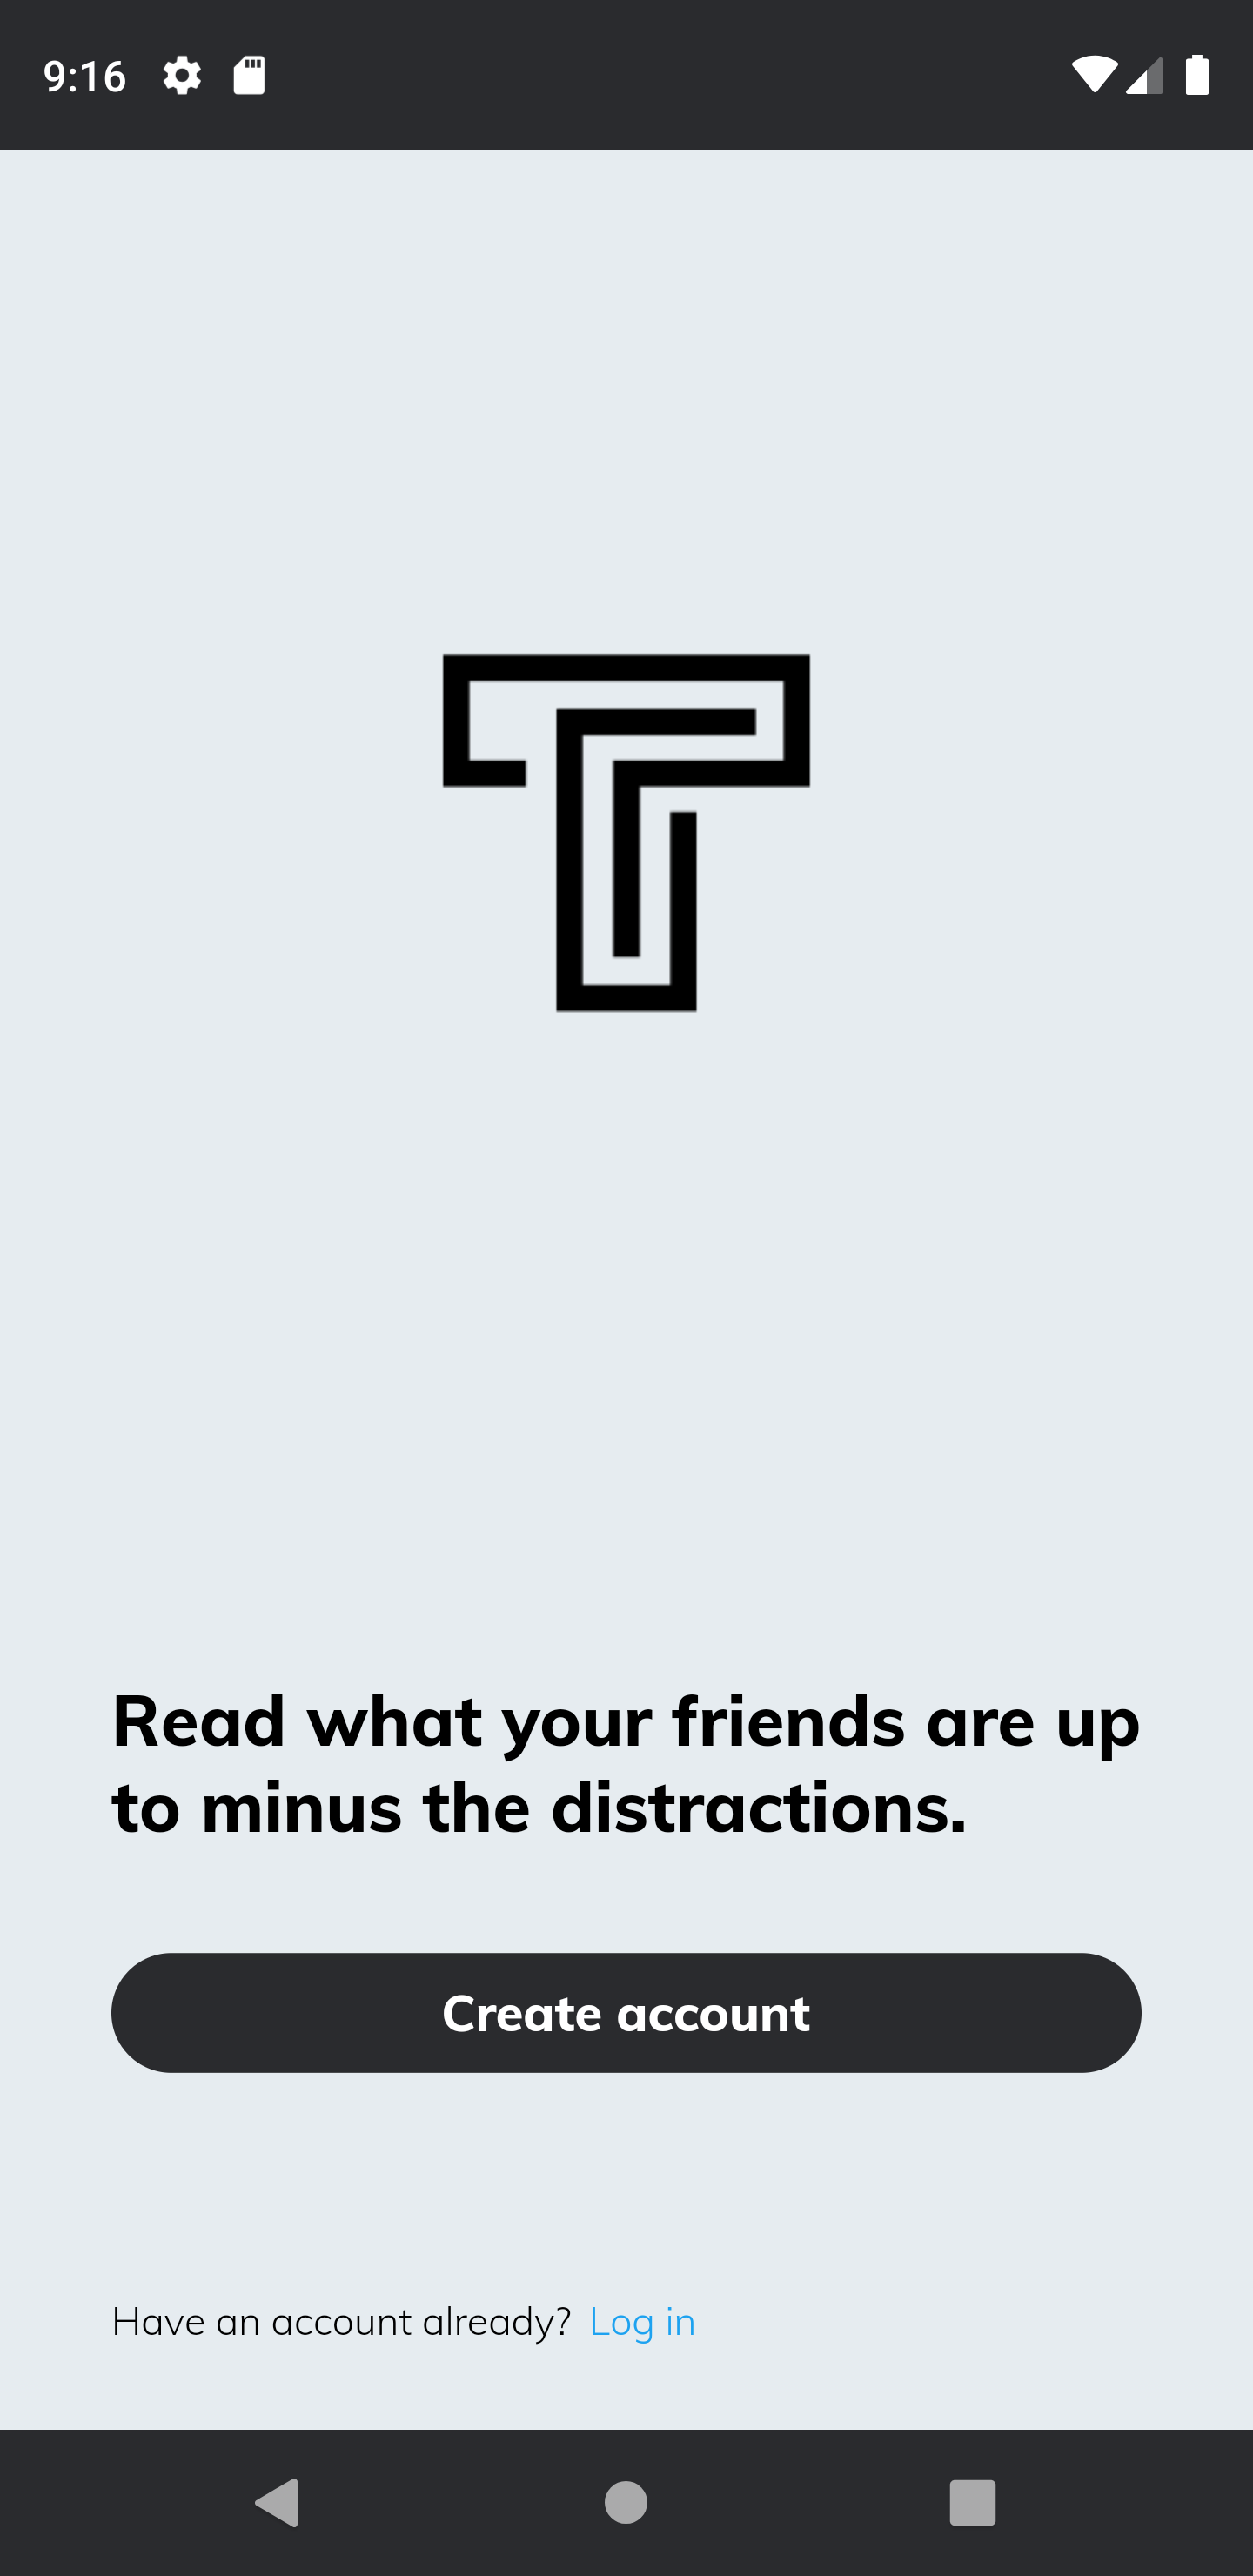 9:16
Read what your friends are up
to minus the distractions.
Create account
Have an account already? Log in